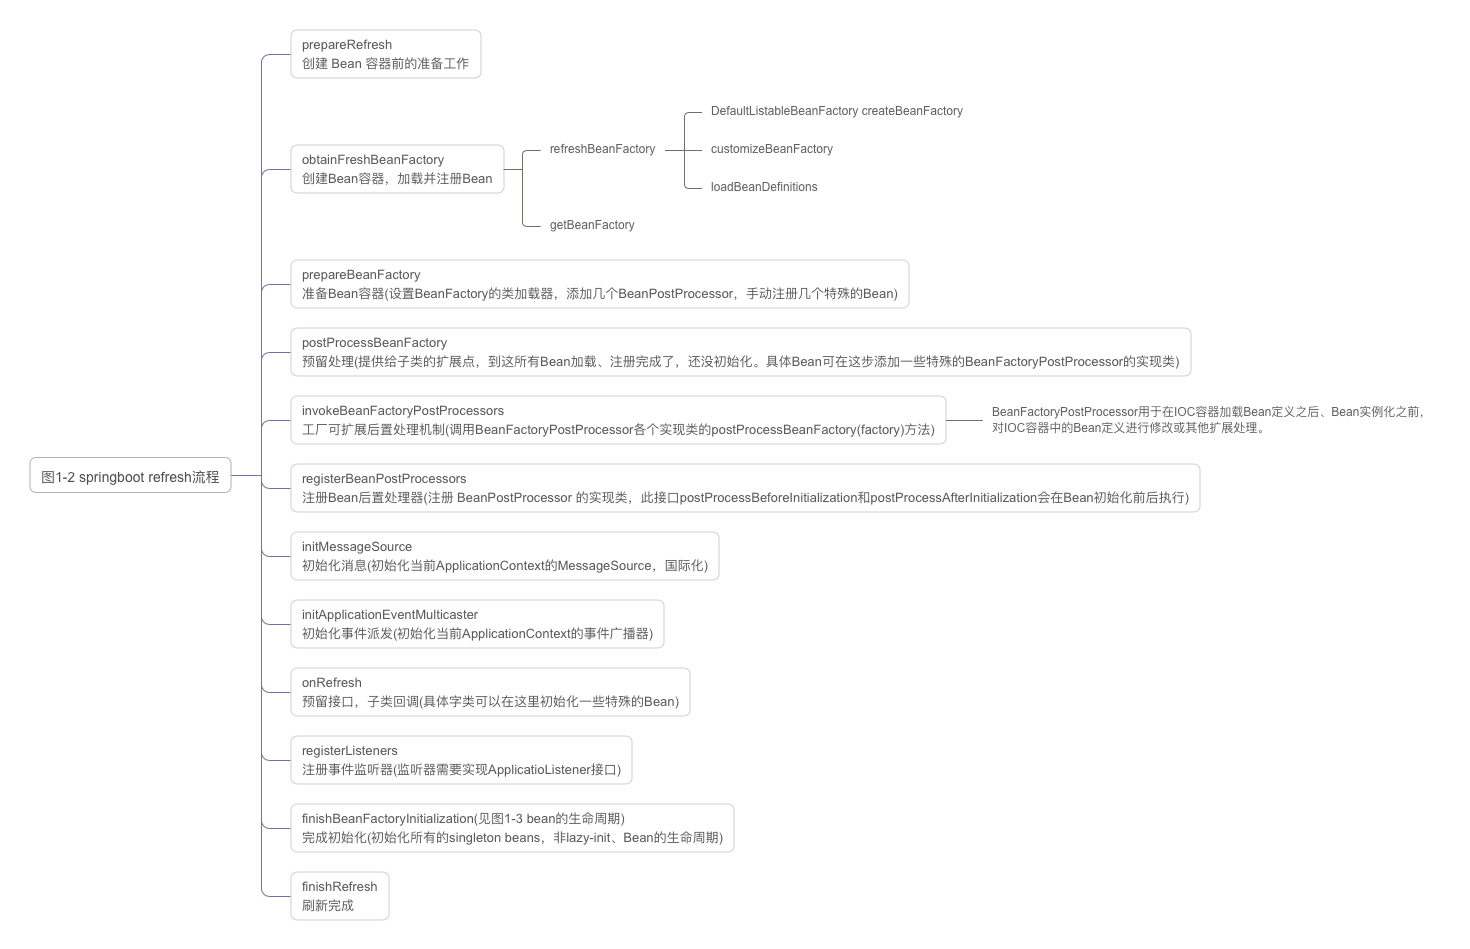 图1-2 springboot refresh流程
prepareRefresh
创建 Bean 容器前的准备工作
obtainFreshBeanFactory
创建Bean容器，加载并注册Bean
refreshBeanFactory
DefaultListableBeanFactory createBeanFactory
customizeBeanFactory
loadBeanDefinitions
getBeanFactory
prepareBeanFactory
准备Bean容器(设置BeanFactory的类加载器，添加几个BeanPostProcessor，手动注册几个特殊的Bean)
postProcessBeanFactory
预留处理(提供给子类的扩展点，到这所有Bean加载、注册完成了，还没初始化。具体Bean可在这步添加一些特殊的BeanFactoryPostProcessor的实现类)
invokeBeanFactoryPostProcessors
工厂可扩展后置处理机制(调用BeanFactoryPostProcessor各个实现类的postProcessBeanFactory(factory)方法)
BeanFactoryPostProcessor用于在IOC容器加载Bean定义之后、Bean实例化之前，
对IOC容器中的Bean定义进行修改或其他扩展处理。
registerBeanPostProcessors
注册Bean后置处理器(注册 BeanPostProcessor 的实现类，此接口postProcessBeforeInitialization和postProcessAfterInitialization会在Bean初始化前后执行)
initMessageSource
初始化消息(初始化当前ApplicationContext的MessageSource，国际化)
initApplicationEventMulticaster
初始化事件派发(初始化当前ApplicationContext的事件广播器)
onRefresh
预留接口，子类回调(具体字类可以在这里初始化一些特殊的Bean)
registerListeners
注册事件监听器(监听器需要实现ApplicatioListener接口)
finishBeanFactoryInitialization(见图1-3 bean的生命周期)
完成初始化(初始化所有的singleton beans，非lazy-init、Bean的生命周期)
finishRefresh
刷新完成